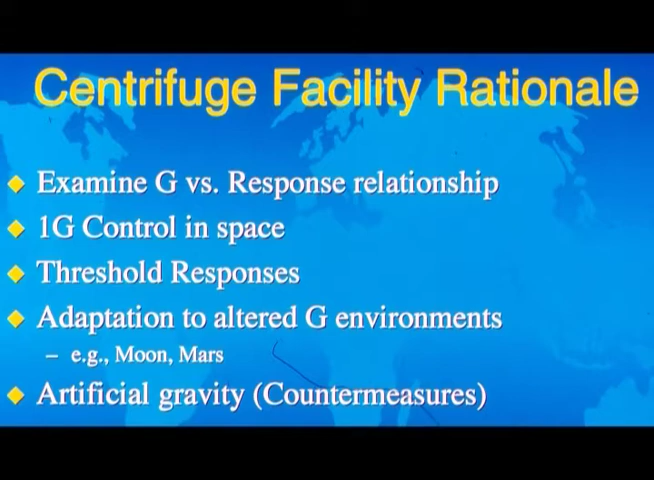 Centrifuge Facility Rationale
Examine G vs. Response relationship
1G Control in space
Threshold Responses
Adaptation to altered G environments
– e.g., Moon, Mars
Artificial gravity (Countermeasures)